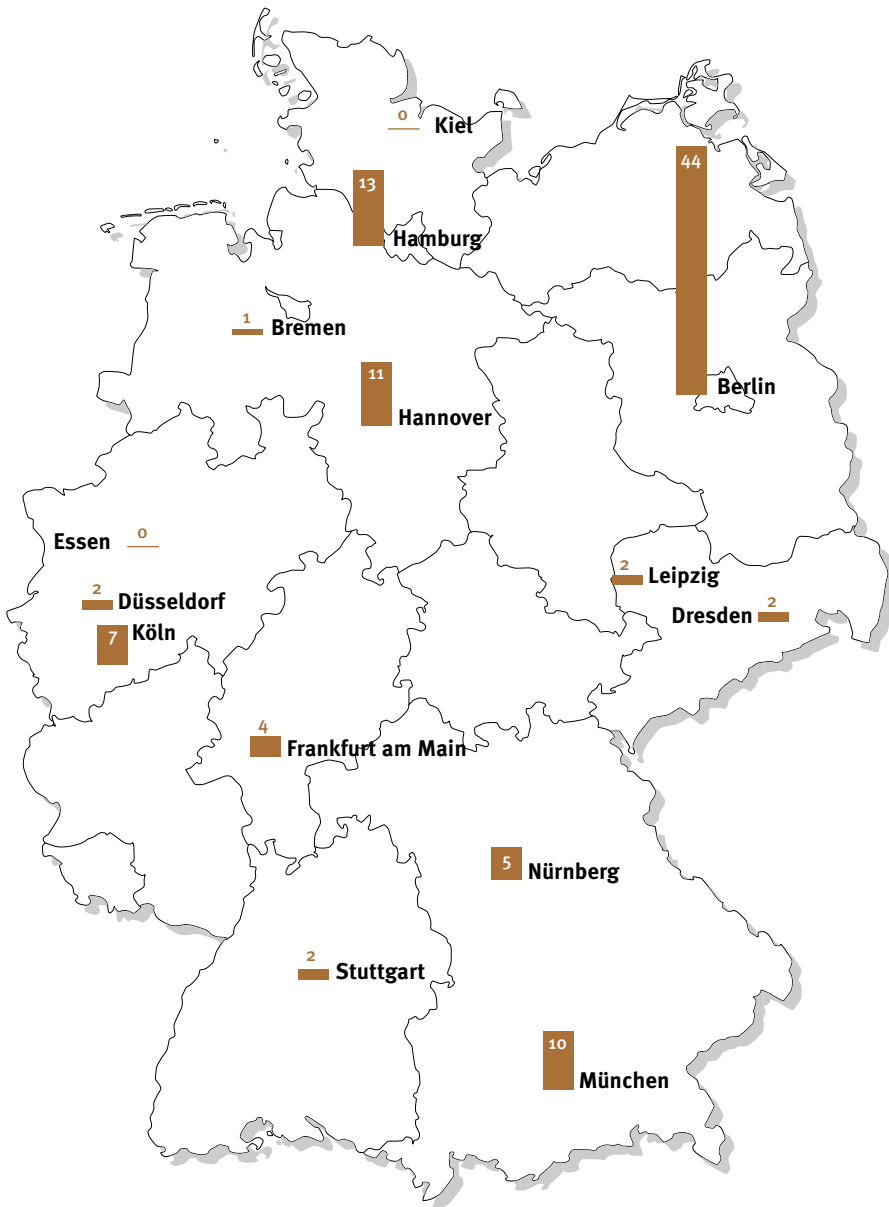 0
Kiel
44
13
Hamburg
1
Bremen
11
Berlin
Hannover
Essen
0
2
Leipzig
2
Düsseldorf
Dresden
2
7
Köln
4
Frankfurt am Main
5
Nürnberg
2
Stuttgart
10
München